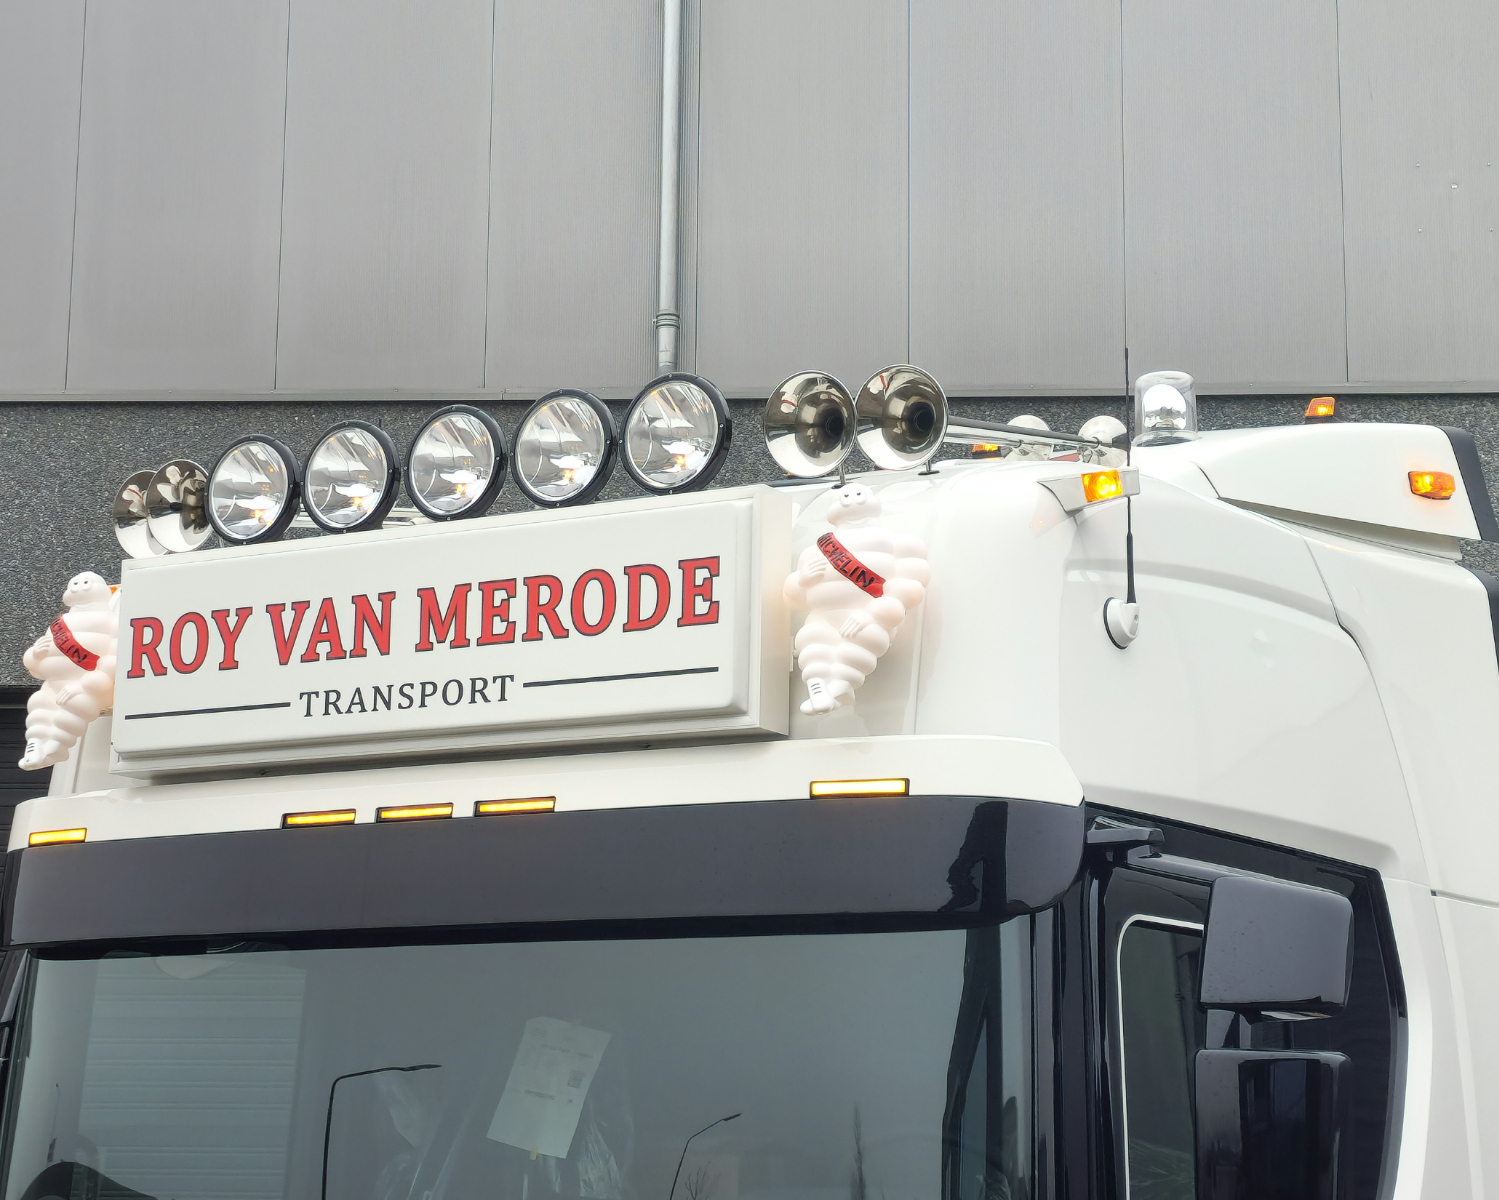 ROY VAN MERODE
TRANSPORT
MICHELIN
MICHELIN